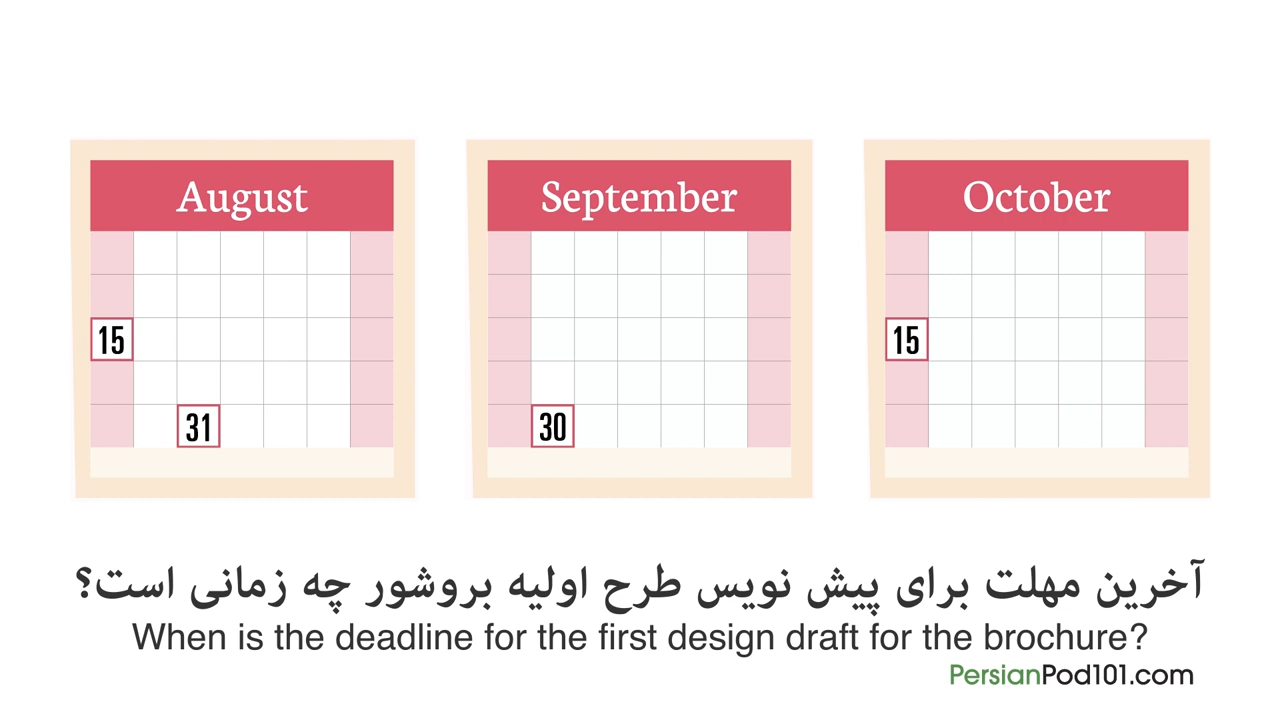 August
September
October
15
15
31
30
آخرین مهلت برای پیش نویس طرح اولیه بروشور چه زمانی است؟
When is the deadline for the first design draft for the brochure?
PersianPod101.com